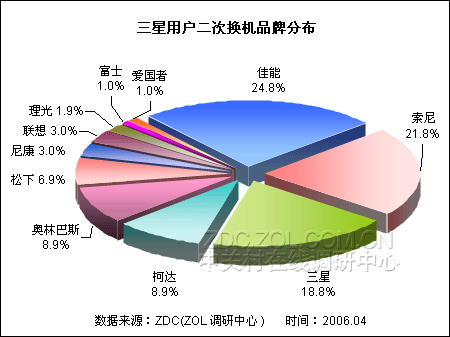 三星用户二次换机品牌分布
佳能
24.8%
索尼
21.8%
三星
18.8%
柯达
8.9%
奥林巴斯
8.9%
松下 6.9%
尼康 3.0%
联想 3.0%
理光 1.9%
富士
1.0%
爱国者
1.0%
ZDC.ZOL.COM.CN
中关村在线调研中心
数据来源：ZDC(ZOL 调研中心 ) 时间：2006.04